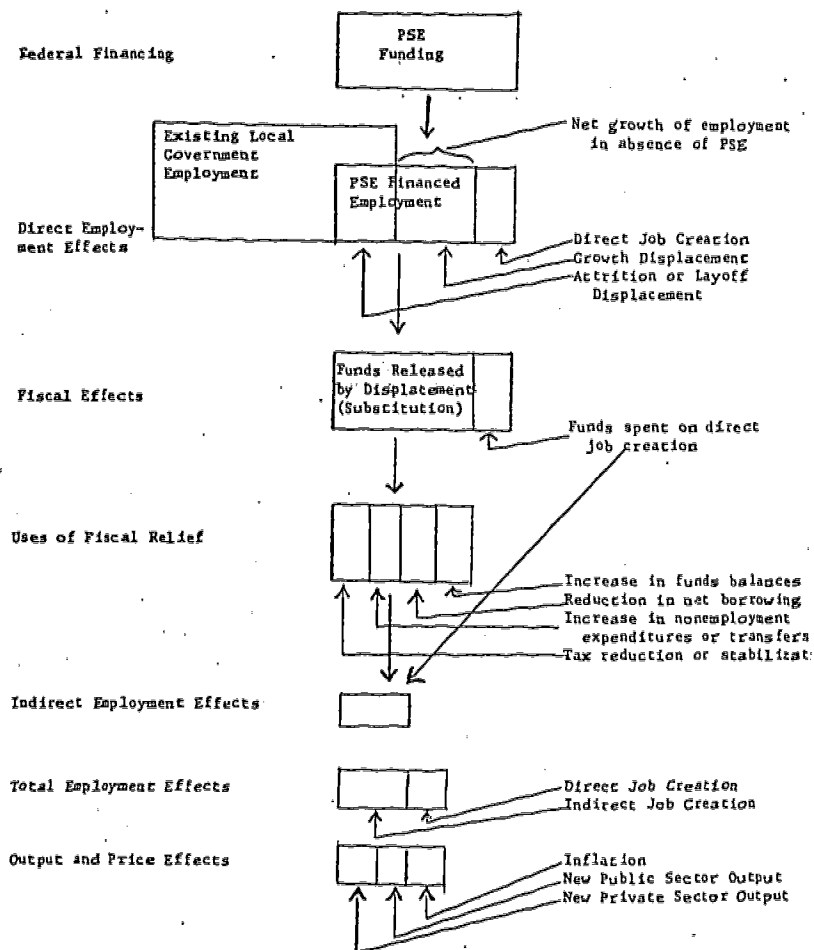 Federal Financing
PSE
Funding
Net growth of employment
in absence of PSE
Existing Local
Government
Employment
PSE Financed
Employment
Direct Employ-
ment Effects
Direct Job Creation
Growth Displacement
Attrition or Layoff
Displacement
Fiscal Effects
Funds Released
by Displacement
(Substitution)
Funds spent on direct
job creation
Uses of Fiscal Relief
Increase in funds balances
Reduction in net borrowing
Increase in nonemployment
expenditures or transfers
Tax reduction or stabilizat
Indirect Employment Effects
Total Employment Effects
Direct Job Creation
Indirect Job Creation
Output and Price Effects
Inflation
New Public Sector Output
New Private Sector Output